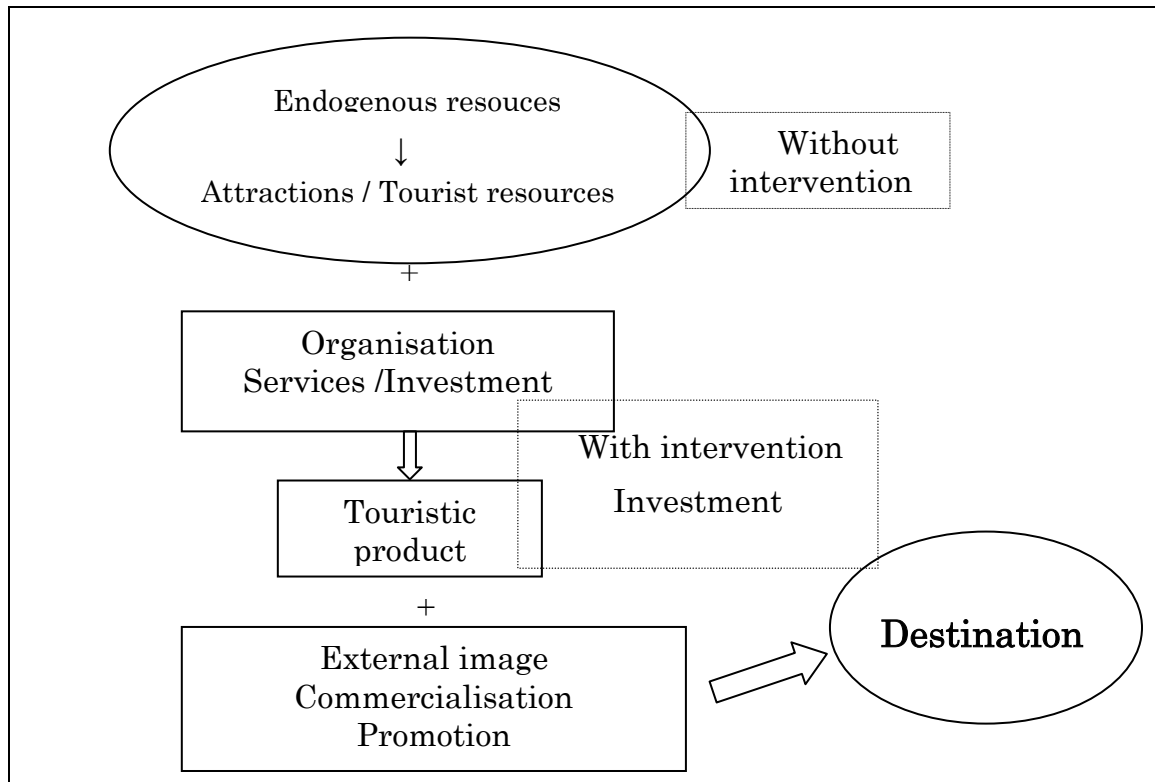 Endogenous resouces
↓
Attractions / Tourist resources
Without
intervention
+
Organisation
Services /Investment
With intervention
Investment
Touristic
product
+
External image
Commercialisation
Promotion
Destination